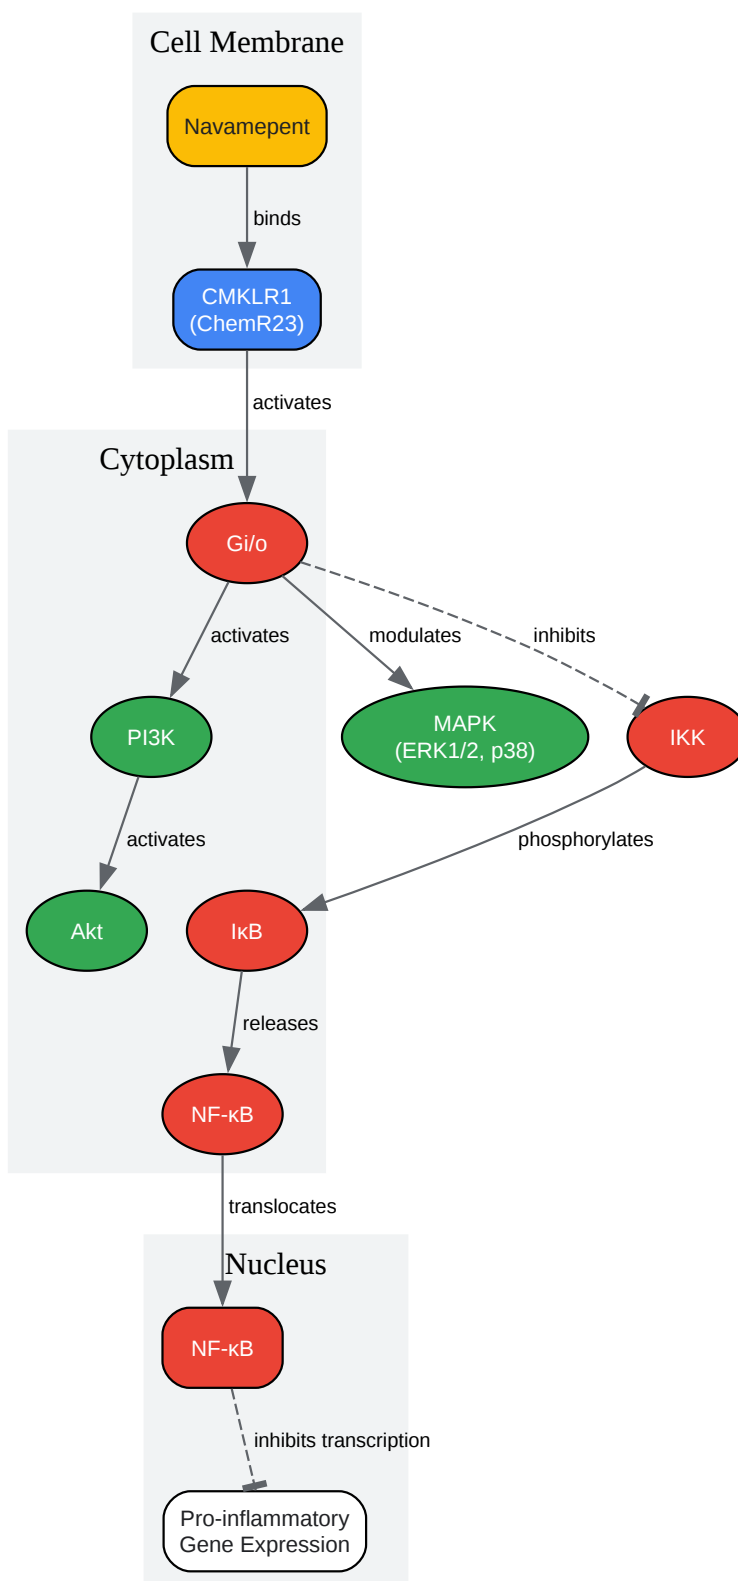 Cell Membrane
Navamepent
binds
CMKLR1
(ChemR23)
activates
Cytoplasm
Gi/o
activates
modulates
inhibits
PI3K
MAPK
(ERK1/2, p38)
IKK
activates
phosphorylates
Akt
IκB
releases
NF-κB
translocates
Nucleus
NF-κB
inhibits transcription
Pro-inflammatory
Gene Expression